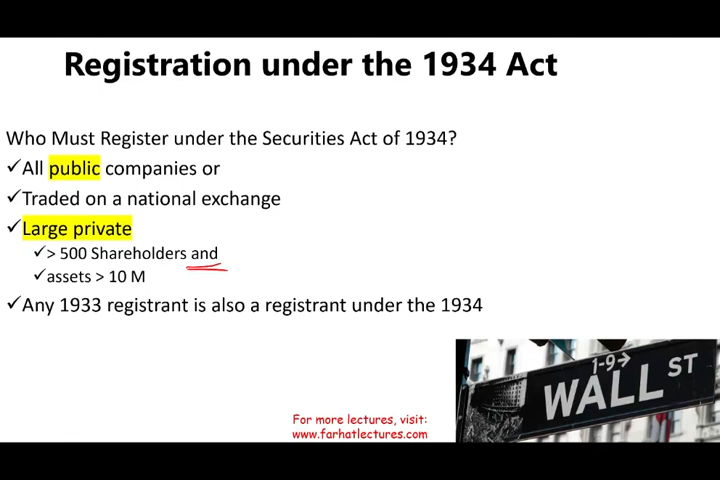 Registration under the 1934 Act
Who Must Register under the Securities Act of 1934?
✓All public companies or
✓Traded on a national exchange
✓Large private
✓> 500 Shareholders and
✓assets > 10 M
✓Any 1933 registrant is also a registrant under the 1934
1-9→
WALL ST
For more lectures, visit:
www.farhatlectures.com